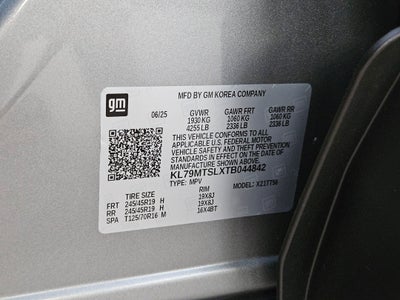 gm
MFD BY GM KOREA COMPANY
06/25 GVWR GAWR FRT GAWR RR
1930 KG 1060 KG 1060 KG
4255 LB 2336 LB 2336 LB
THIS VEHICLE CONFORMS TO ALL
APPLICABLE U.S. FEDERAL MOTOR
VEHICLE SAFETY, BUMPER, AND
THEFT PREVENTION STANDARDS IN
EFFECT ON THE DATE OF
MANUFACTURE SHOWN ABOVE.
KL79MTSLXTB044842
TYPE: MPV MODEL:
TIRE SIZE RIM
FRT 245/45R19 H 19X8J
RR 245/45R19 H 19X8J
SPA T125/70R16 M 16X4BT